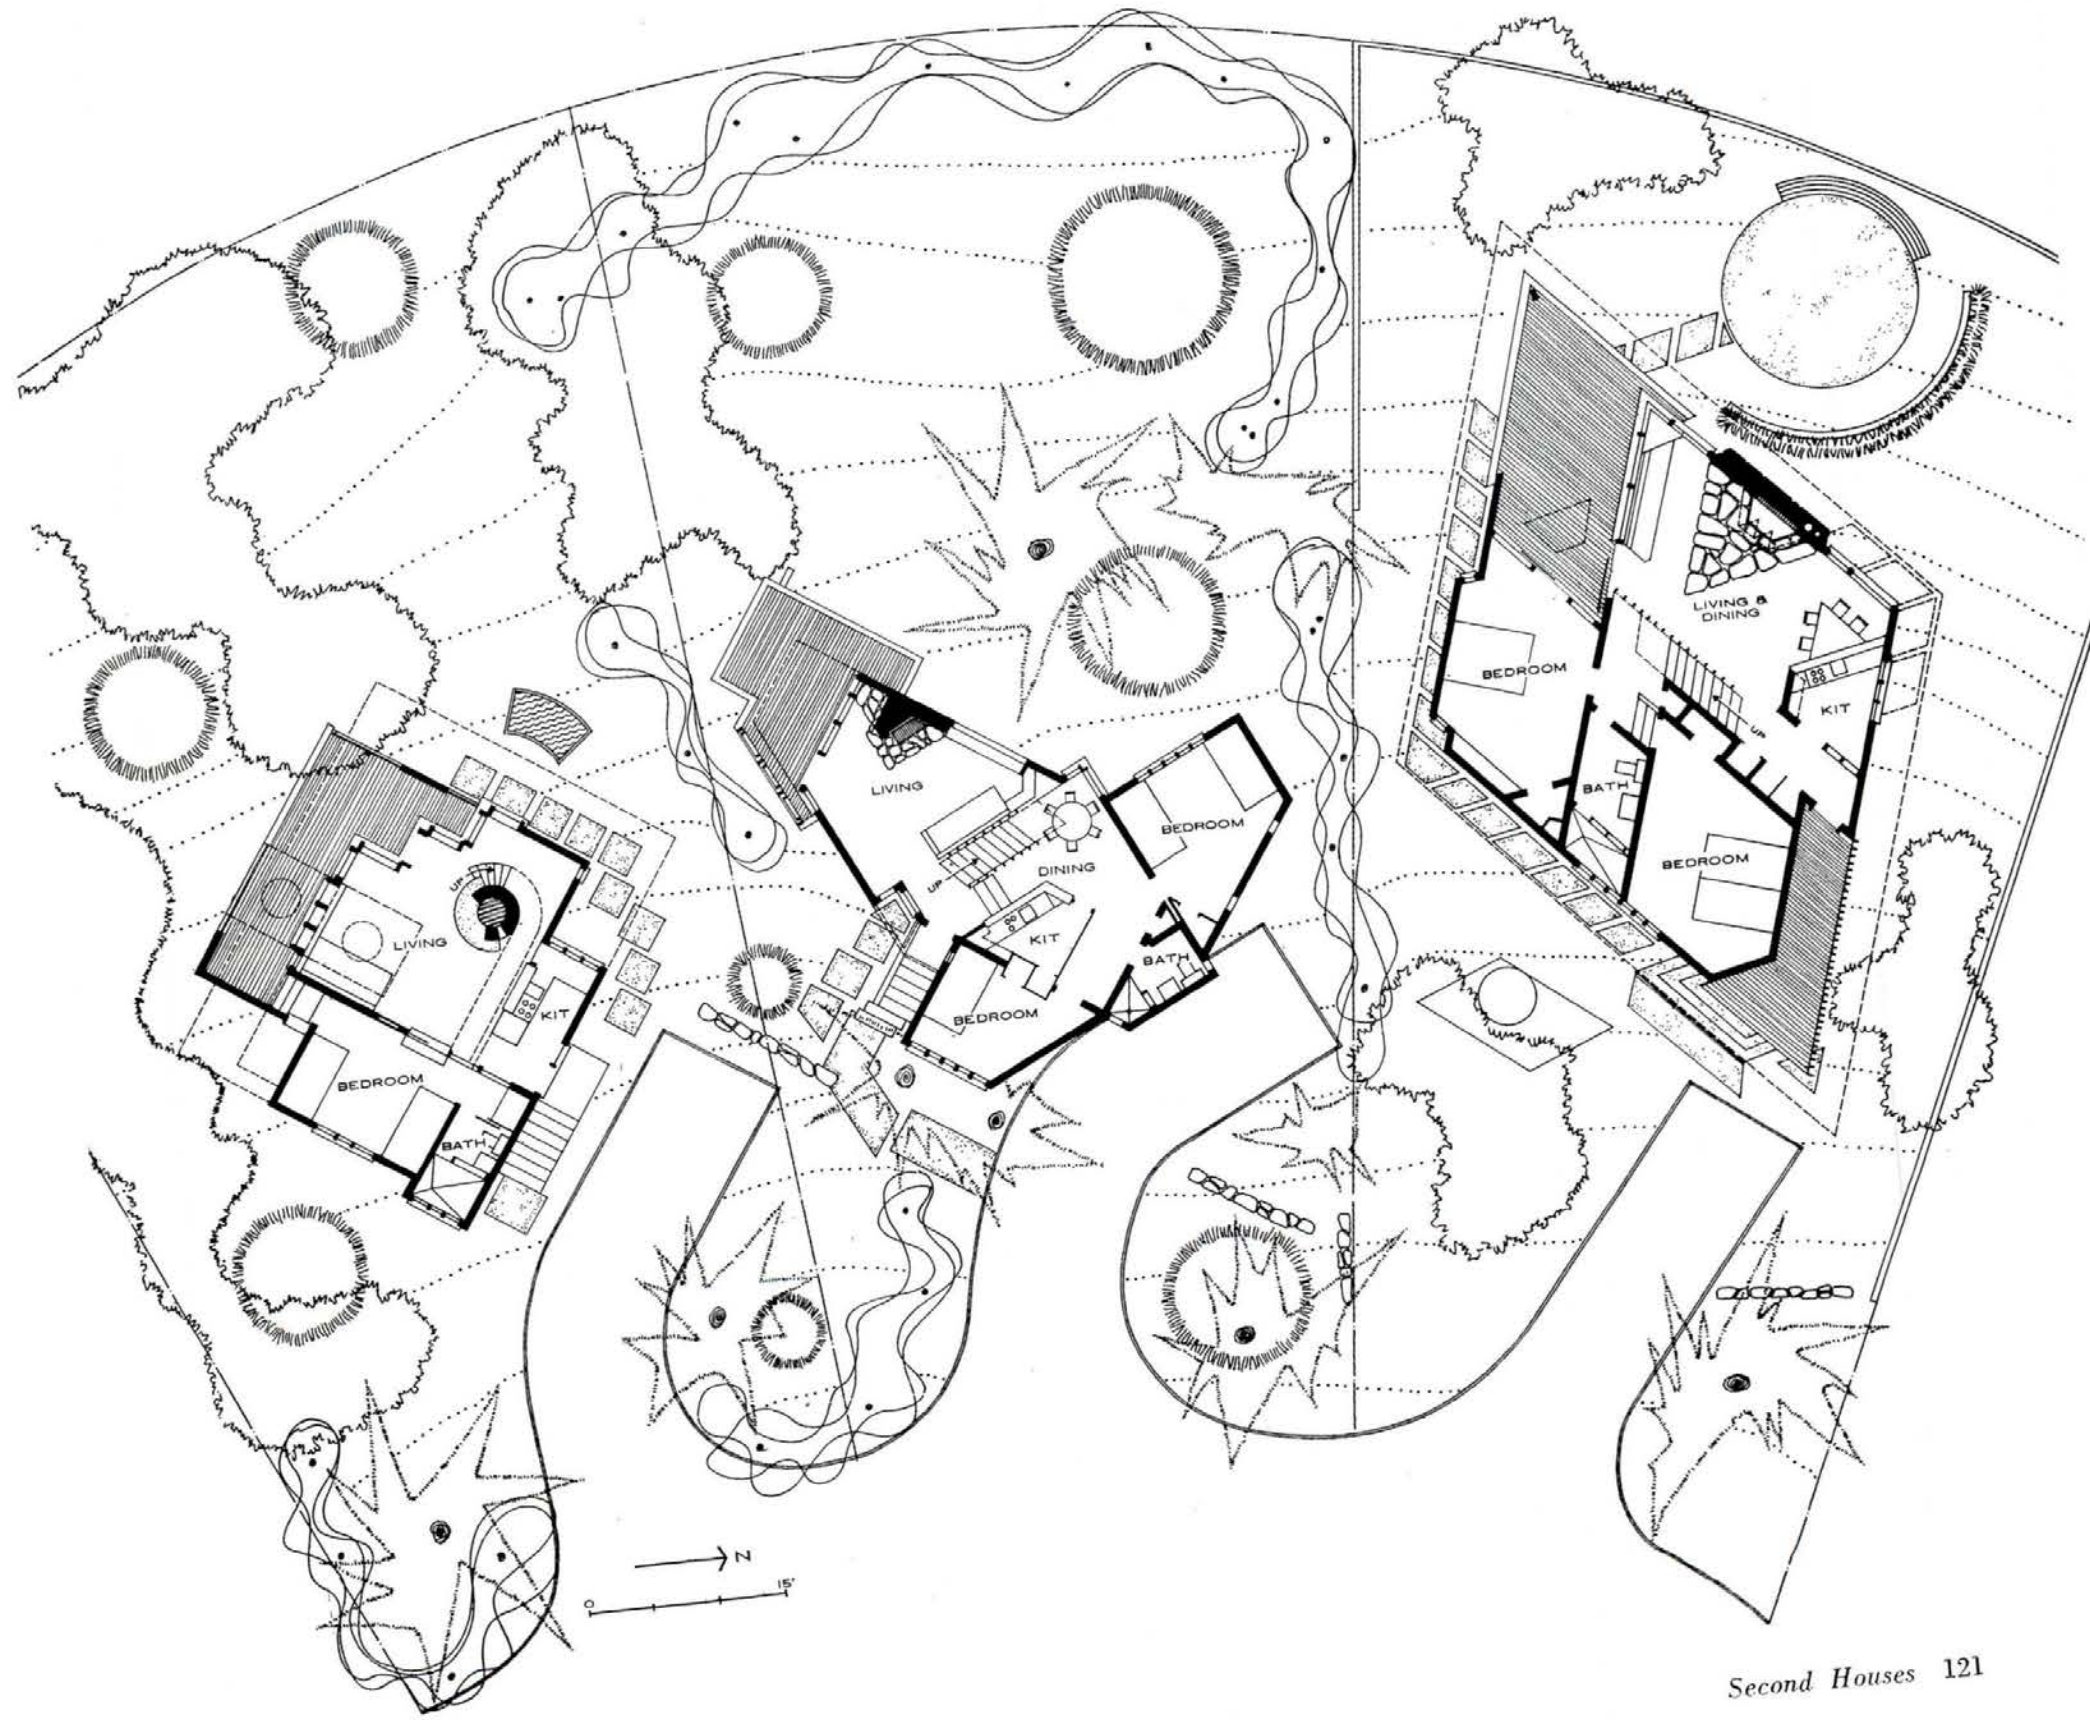 UP
LIVING
KIT
BEDROOM
BATH
LIVING
UP
DINING
BEDROOM
KIT
BATH
BEDROOM
LIVING &
DINING
BEDROOM
KIT
UP
BATH
BEDROOM
N
0
15'
Second Houses 121